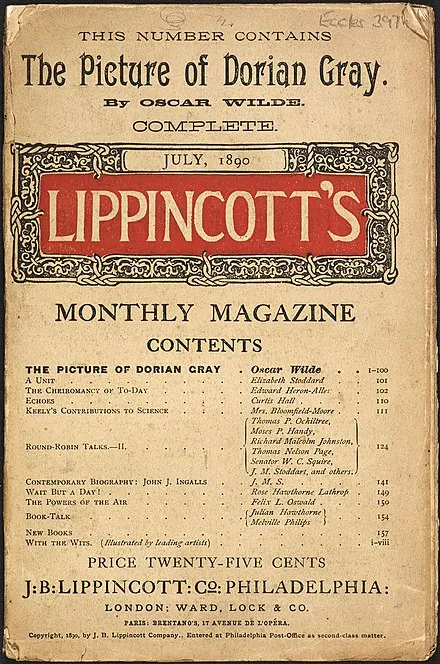 Eccles 397
THIS NUMBER CONTAINS
The Picture of Dorian Gray.
By OSCAR WILDE.
COMPLETE.
JULY, 1890
LIPPINCOTT'S
MONTHLY MAGAZINE
CONTENTS
THE PICTURE OF DORIAN GRAY . Oscar Wilde . . 1–100
A Unit . . . . . . Elizabeth Stoddard . . 101
The Cheiromancy of To-Day . . . Edward Heron-Allen . 102
Echoes . . . . . . Curtis Hall . . . 110
Keely's Contributions to Science . . Mrs. Bloomfield-Moore . 111
Round-Robin Talks.—II. . . . . Thomas P. Ochiltree,
Moses P. Handy,
Richard Malcolm Johnston,
Thomas Nelson Page,
Senator W. C. Squire,
J. M. Stoddart, and others. 124
Contemporary Biography: John J. Ingalls . J. M. S. . . . 141
Wait But a Day! . . . . . Rose Hawthorne Lathrop . 149
The Powers of the Air . . . . Felix L. Oswald . . 150
Book-Talk . . . . . Julian Hawthorne
Melville Philips 154
New Books . . . . . . 157
With the Wits. (Illustrated by leading artists) . . . i–viii
PRICE TWENTY-FIVE CENTS
J:B:LIPPINCOTT:Co:PHILADELPHIA:
LONDON: WARD, LOCK & CO.
PARIS: BRENTANO'S, 17 AVENUE DE L'OPÉRA.
Copyright, 1890, by J. B. Lippincott Company. Entered at Philadelphia Post-Office as second-class matter.